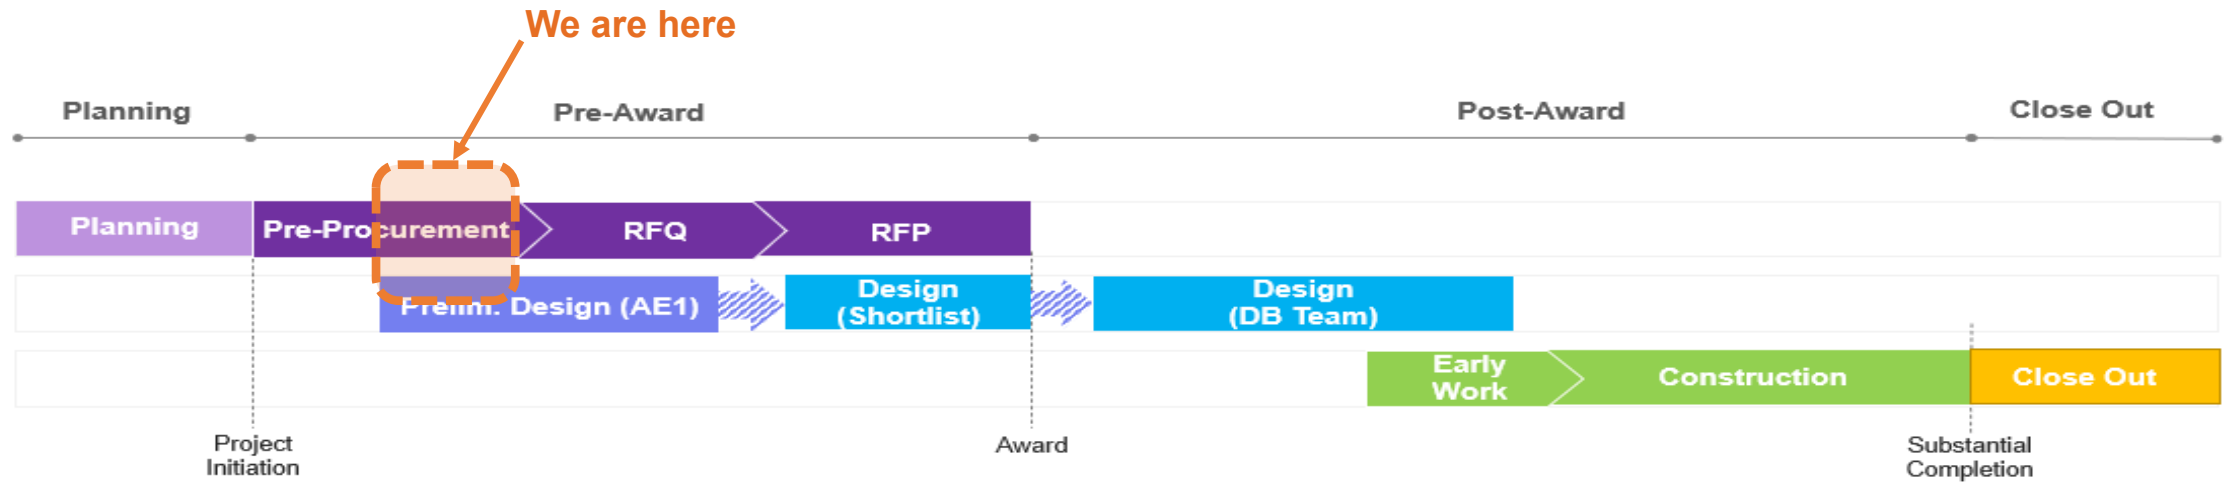 We are here
Planning
Pre-Award
Post-Award
Close Out
Planning
Pre-Procurement
RFQ
RFP
Prelim. Design (AE1)
Design
(Shortlist)
Design
(DB Team)
Early
Work
Construction
Close Out
Project
Initiation
Award
Substantial
Completion